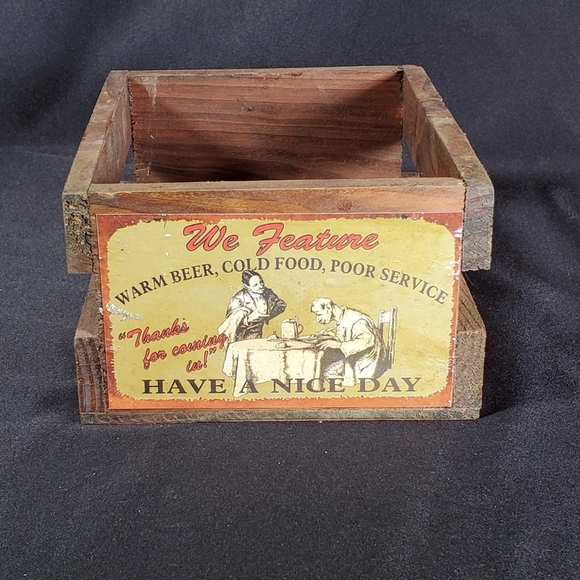 We Feature
WARM BEER, COLD FOOD, POOR SERVICE
"Thanks
for coming
in!"
HAVE A NICE DAY